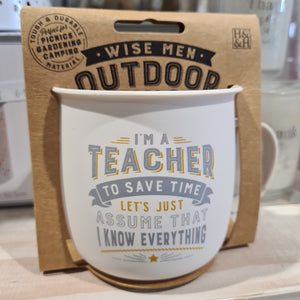 TOUGH & DURABLE
Perfect for
PICNICS
GARDENING
CAMPING
MATERIAL
WISE MEN
OUTDOOR
H&
&H
I'M A
TEACHER
TO SAVE TIME
LET'S JUST
ASSUME THAT
I KNOW EVERYTHING